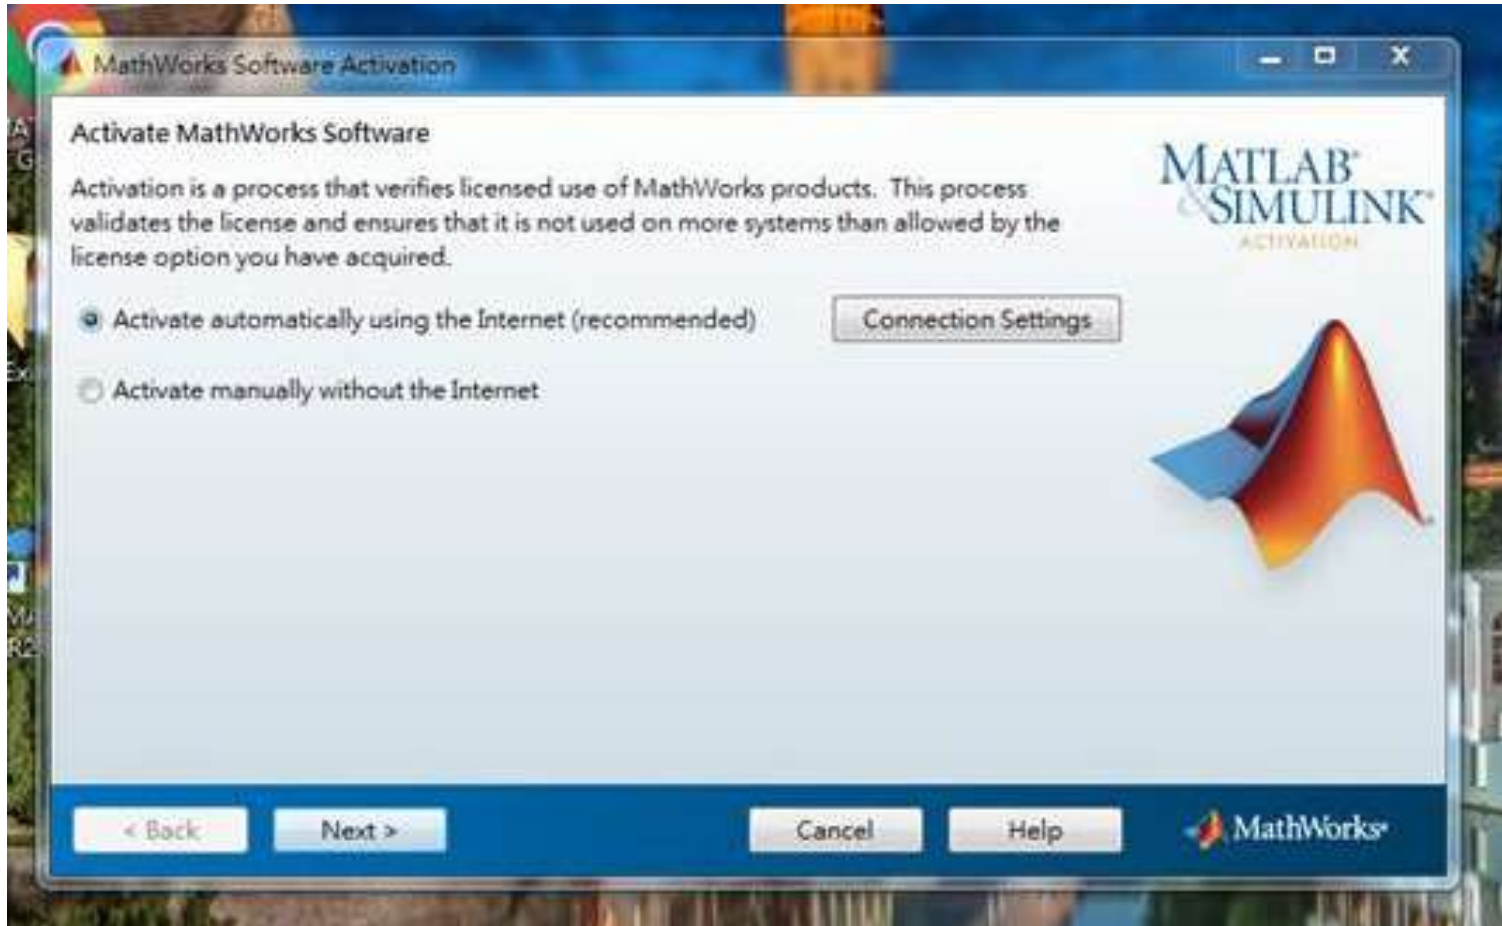 MathWorks Software Activation
Activate MathWorks Software
Activation is a process that verifies licensed use of MathWorks products. This process
validates the license and ensures that it is not used on more systems than allowed by the
license option you have acquired.
MATLAB
&SIMULINK
ACTIVATION
Activate automatically using the Internet (recommended)
Connection Settings
Activate manually without the Internet
< Back
Next >
Cancel
Help
MathWorks